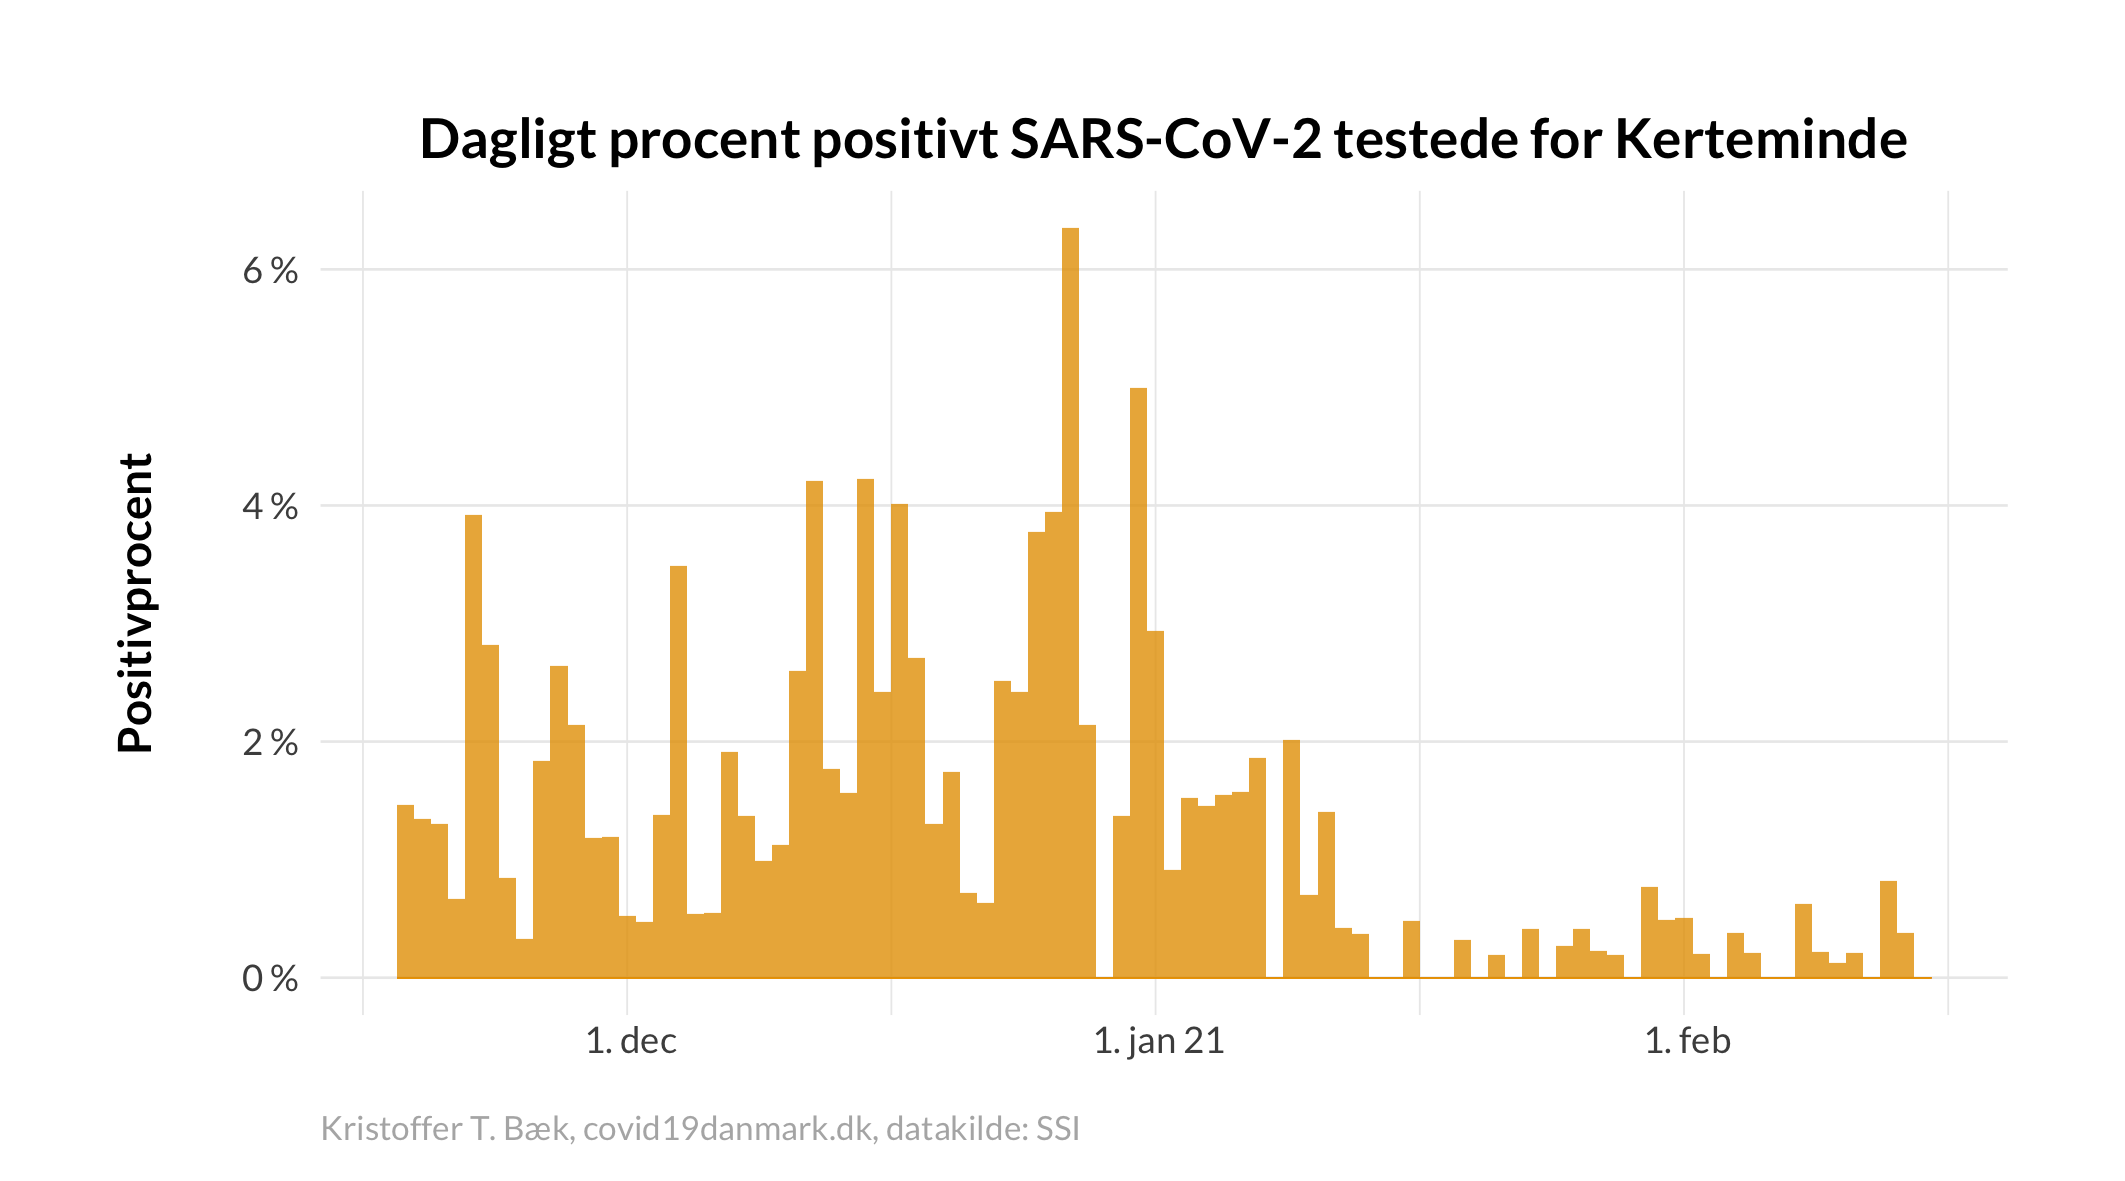 Dagligt procent positivt SARS-CoV-2 testede for Kerteminde
Positivprocent
6 %
4 %
2 %
0 %
1. dec
1. jan 21
1. feb
Kristoffer T. Bæk, covid19danmark.dk, datakilde: SSI